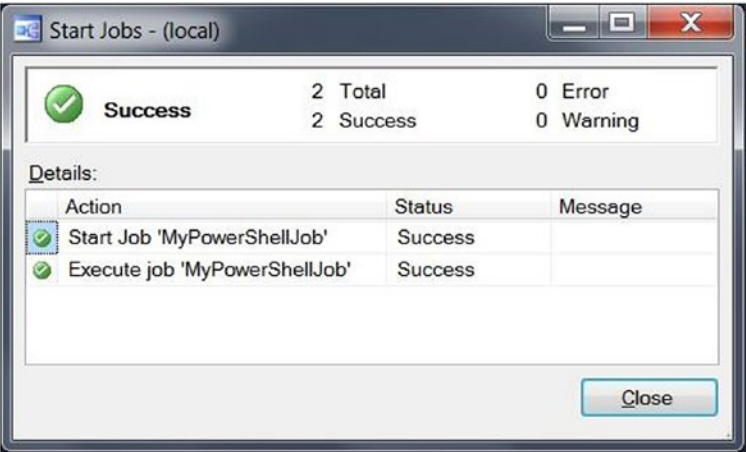 Start Jobs - (local)
Success
2 Total 0 Error
2 Success 0 Warning
Details:
Action Status Message
Start Job 'MyPowerShellJob' Success
Execute job 'MyPowerShellJob' Success
Close